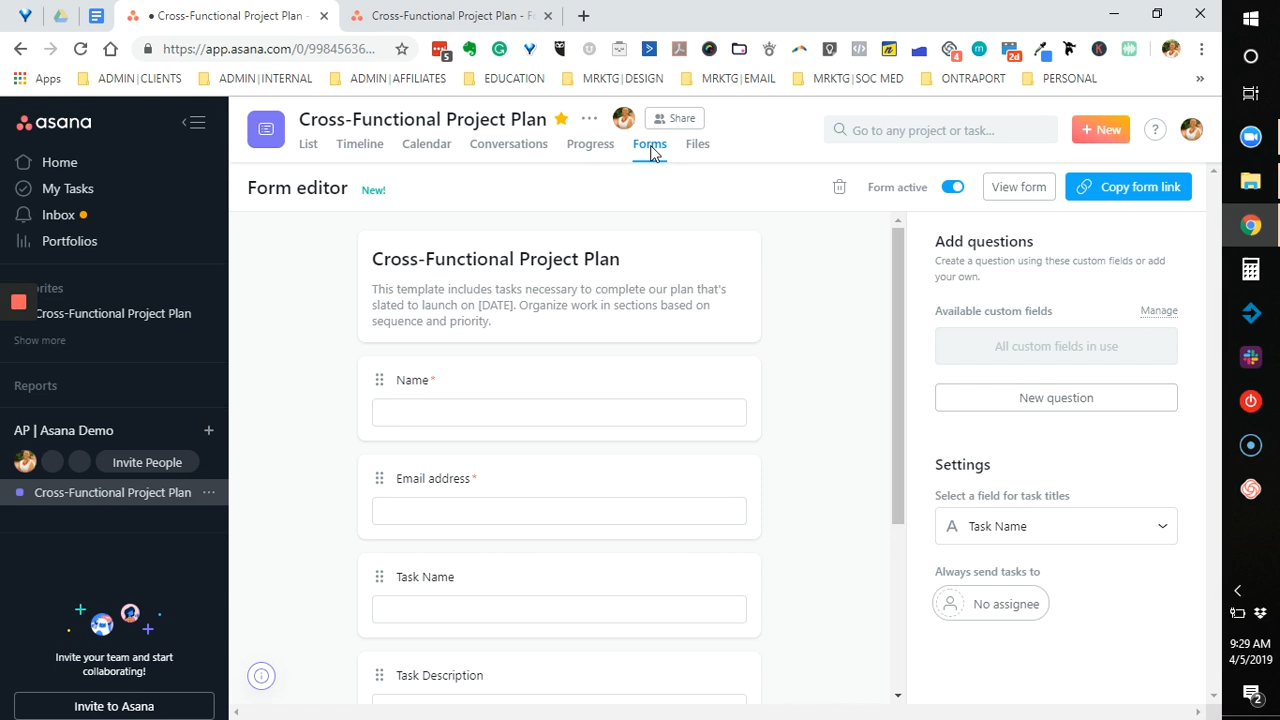 • Cross-Functional Project Plan -
Cross-Functional Project Plan - F
https://app.asana.com/0/99845636...
5
4
2d
Apps
ADMIN|CLIENTS
ADMIN|INTERNAL
ADMIN|AFFILIATES
EDUCATION
MRKTG|DESIGN
MRKTG|EMAIL
MRKTG|SOC MED
ONTRAPORT
PERSONAL
»
asana
Home
My Tasks
Inbox
Portfolios
orites
Cross-Functional Project Plan
Show more
Reports
AP | Asana Demo
+
Invite People
Cross-Functional Project Plan ...
Invite your team and start
collaborating!
Invite to Asana
Cross-Functional Project Plan
Share
Go to any project or task...
+ New
?
List
Timeline
Calendar
Conversations
Progress
Forms
Files
Form editor New!
Form active
View form
Copy form link
Cross-Functional Project Plan
This template includes tasks necessary to complete our plan that's
slated to launch on [DATE]. Organize work in sections based on
sequence and priority.
Name*
Email address*
Task Name
Task Description
Add questions
Create a question using these custom fields or add
your own.
Available custom fields
Manage
All custom fields in use
New question
Settings
Select a field for task titles
A Task Name
Always send tasks to
No assignee
9:29 AM
4/5/2019
2